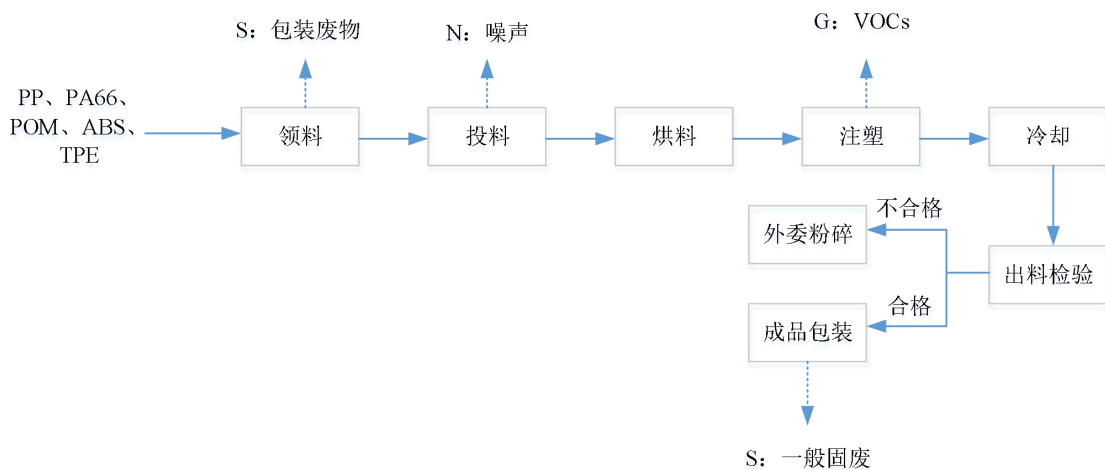 S：包装废物
N：噪声
G：VOCs
PP、PA66、
POM、ABS、
TPE
领料
投料
烘料
注塑
冷却
不合格
外委粉碎
出料检验
合格
成品包装
S：一般固废